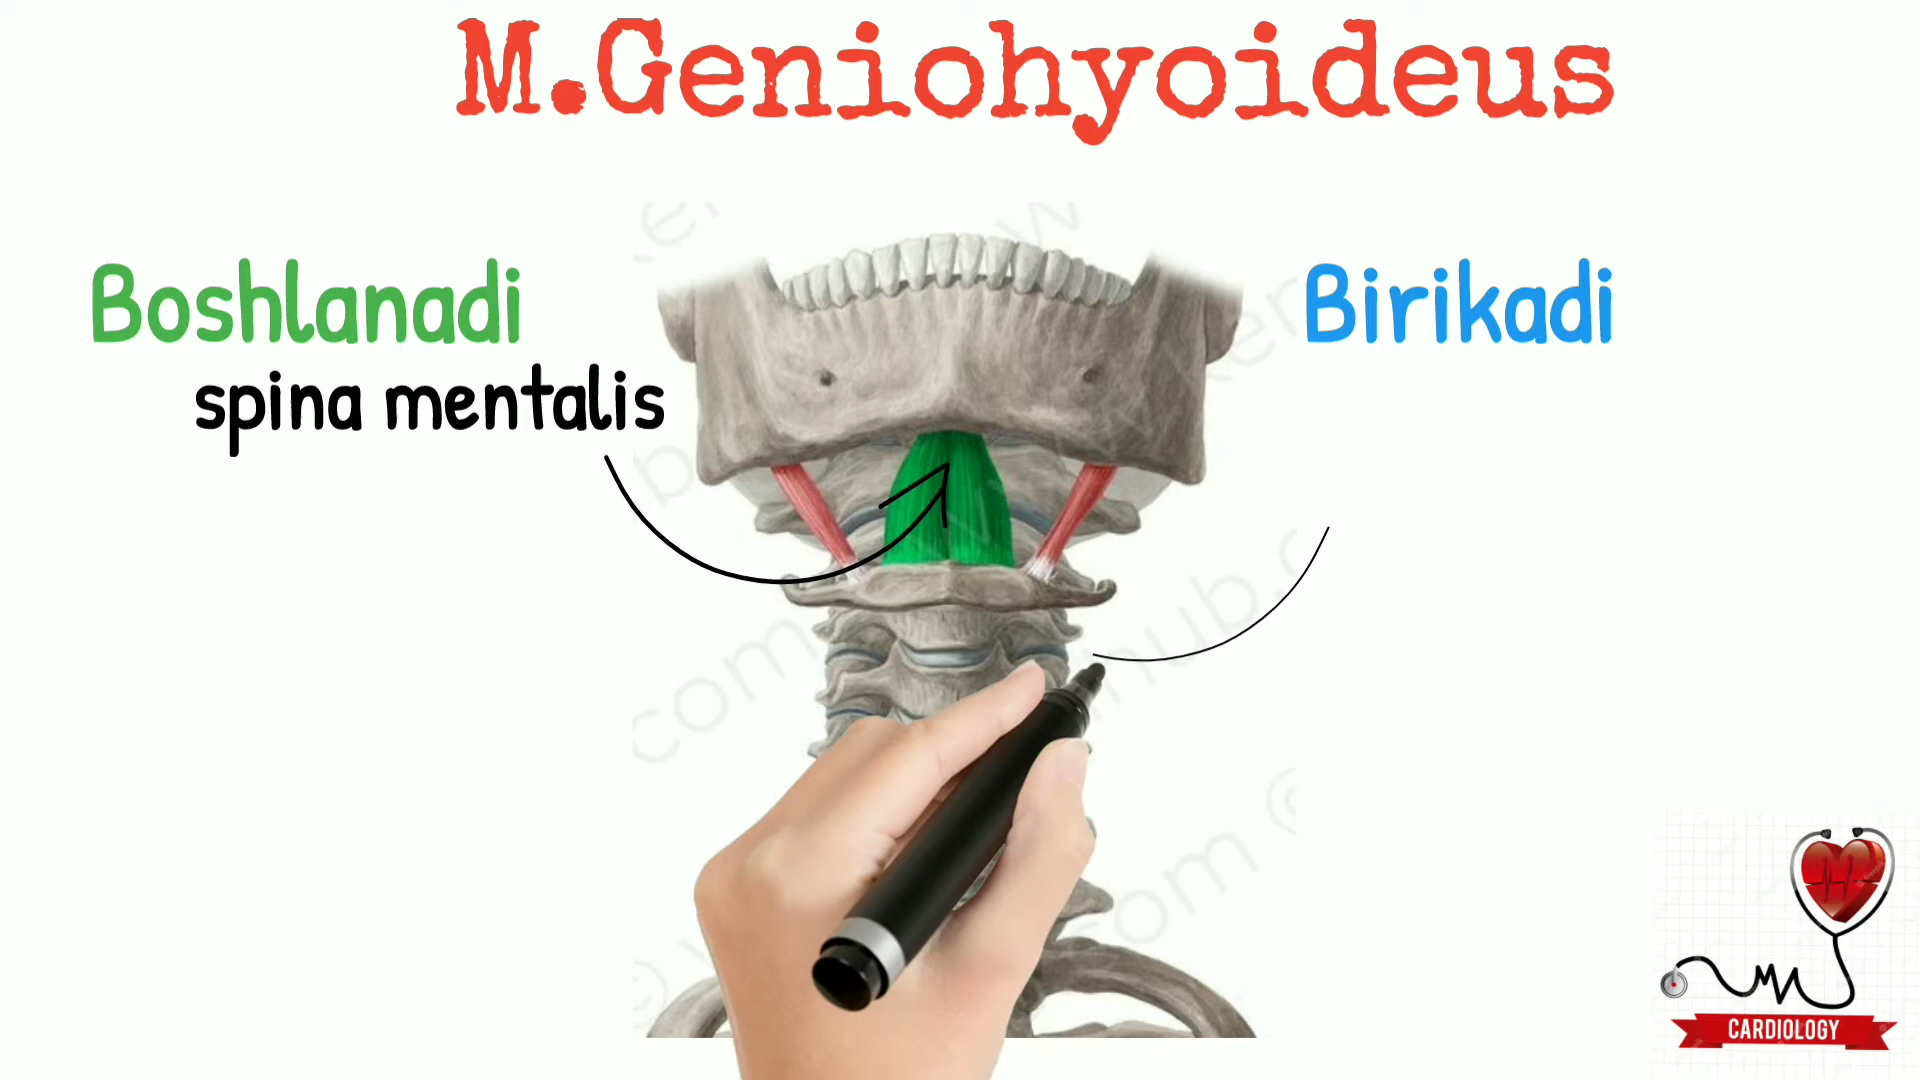 M.Geniohyoideus
Boshlanadi
Birikadi
spina mentalis
CARDIOLOGY